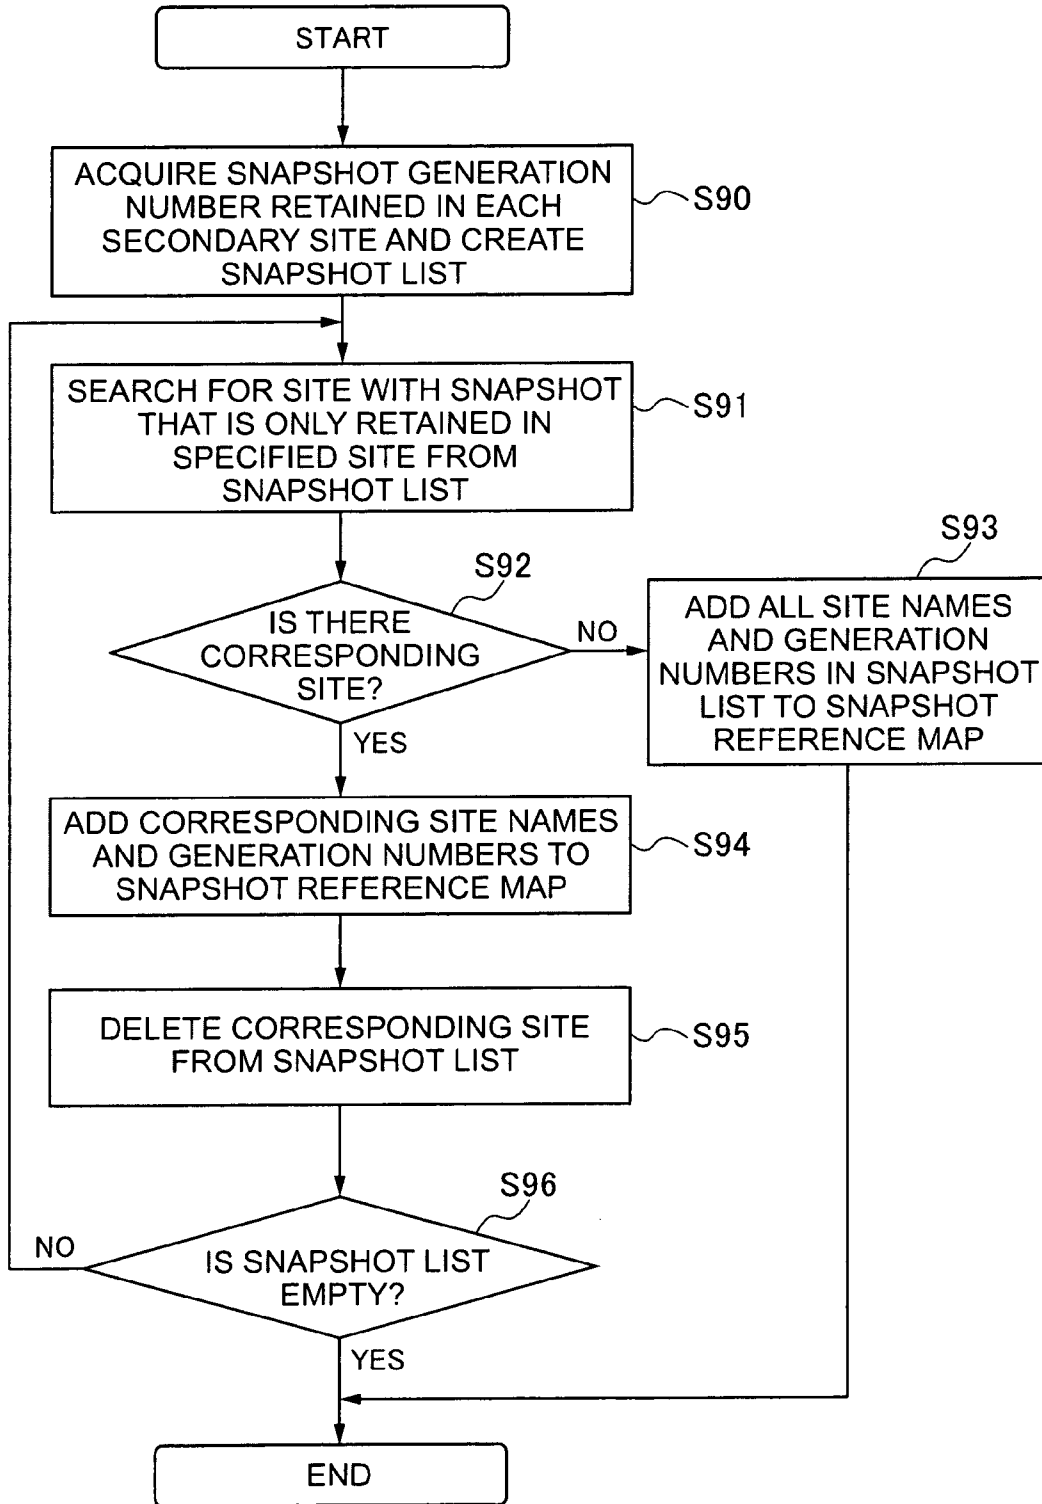 START
ACQUIRE SNAPSHOT GENERATION
NUMBER RETAINED IN EACH
SECONDARY SITE AND CREATE
SNAPSHOT LIST
S90
SEARCH FOR SITE WITH SNAPSHOT
THAT IS ONLY RETAINED IN
SPECIFIED SITE FROM
SNAPSHOT LIST
S91
S92
IS THERE
CORRESPONDING
SITE?
NO
YES
S93
ADD ALL SITE NAMES
AND GENERATION
NUMBERS IN SNAPSHOT
LIST TO SNAPSHOT
REFERENCE MAP
ADD CORRESPONDING SITE NAMES
AND GENERATION NUMBERS TO
SNAPSHOT REFERENCE MAP
S94
DELETE CORRESPONDING SITE
FROM SNAPSHOT LIST
S95
S96
IS SNAPSHOT LIST
EMPTY?
NO
YES
END